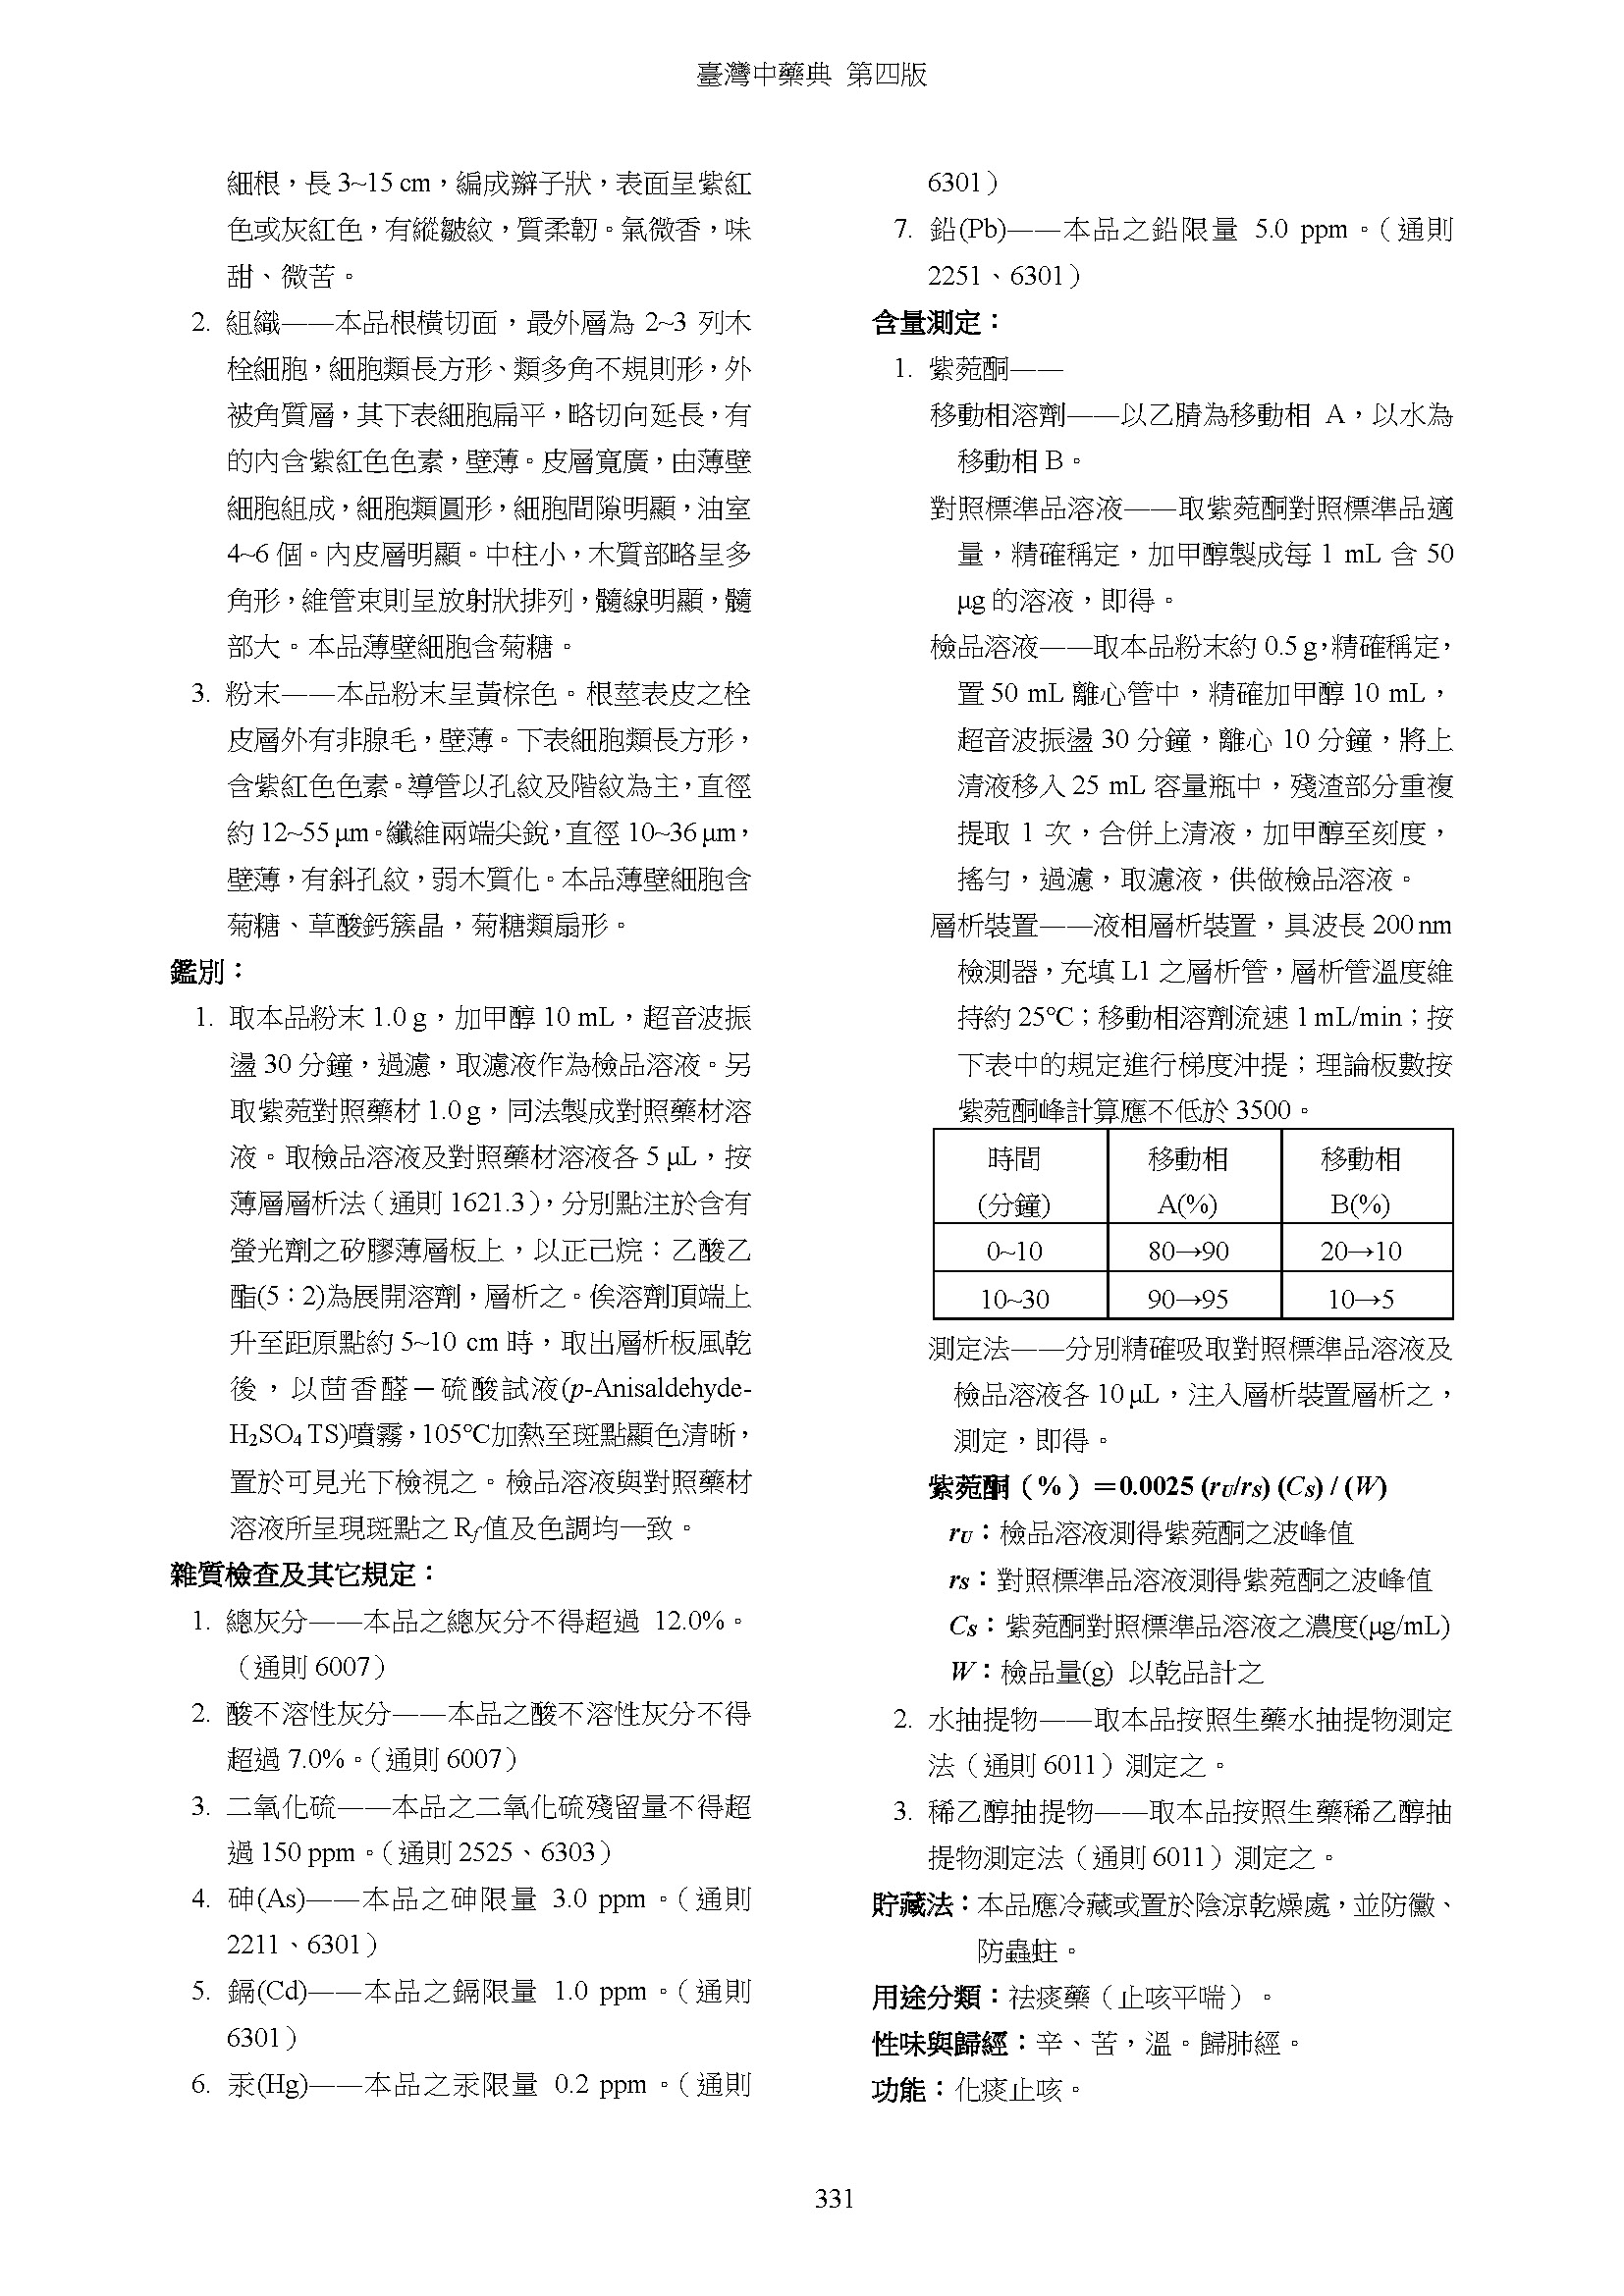 臺灣中藥典 第四版
細根，長 3~15 cm，編成辮子狀，表面呈紫紅
色或灰紅色，有縱皺紋，質柔韌。氣微香，味
甜、微苦。
2. 組織——本品根橫切面，最外層為 2~3 列木
栓細胞，細胞類長方形、類多角不規則形，外
被角質層，其下表細胞扁平，略切向延長，有
的內含紫紅色色素，壁薄。皮層寬廣，由薄壁
細胞組成，細胞類圓形，細胞間隙明顯，油室
4~6 個。內皮層明顯。中柱小，木質部略呈多
角形，維管束則呈放射狀排列，髓線明顯，髓
部大。本品薄壁細胞含菊糖。
3. 粉末——本品粉末呈黃棕色。根莖表皮之栓
皮層外有非腺毛，壁薄。下表細胞類長方形，
含紫紅色色素。導管以孔紋及階紋為主，直徑
約 12~55 μm。纖維兩端尖銳，直徑 10~36 μm，
壁薄，有斜孔紋，弱木質化。本品薄壁細胞含
菊糖、草酸鈣簇晶，菊糖類扇形。
鑑別：
1. 取本品粉末 1.0 g，加甲醇 10 mL，超音波振
盪 30 分鐘，過濾，取濾液作為檢品溶液。另
取紫菀對照藥材 1.0 g，同法製成對照藥材溶
液。取檢品溶液及對照藥材溶液各 5 μL，按
薄層層析法（通則 1621.3），分別點注於含有
螢光劑之矽膠薄層板上，以正己烷：乙酸乙
酯(5：2)為展開溶劑，層析之。俟溶劑頂端上
升至距原點約 5~10 cm 時，取出層析板風乾
後，以茴香醛－硫酸試液(p-Anisaldehyde-
H₂SO₄ TS)噴霧，105℃加熱至斑點顯色清晰，
置於可見光下檢視之。檢品溶液與對照藥材
溶液所呈現斑點之 Rf值及色調均一致。
雜質檢查及其它規定：
1. 總灰分——本品之總灰分不得超過 12.0%。
（通則 6007）
2. 酸不溶性灰分——本品之酸不溶性灰分不得
超過 7.0%。（通則 6007）
3. 二氧化硫——本品之二氧化硫殘留量不得超
過 150 ppm。（通則 2525、6303）
4. 砷(As)——本品之砷限量 3.0 ppm。（通則
2211、6301）
5. 鎘(Cd)——本品之鎘限量 1.0 ppm。（通則
6301）
6. 汞(Hg)——本品之汞限量 0.2 ppm。（通則
6301）
7. 鉛(Pb)——本品之鉛限量 5.0 ppm。（通則
2251、6301）
含量測定：
1. 紫菀酮——
移動相溶劑——以乙腈為移動相 A，以水為
移動相 B。
對照標準品溶液——取紫菀酮對照標準品適
量，精確稱定，加甲醇製成每 1 mL 含 50
μg 的溶液，即得。
檢品溶液——取本品粉末約 0.5 g，精確稱定，
置 50 mL 離心管中，精確加甲醇 10 mL，
超音波振盪 30 分鐘，離心 10 分鐘，將上
清液移入 25 mL 容量瓶中，殘渣部分重複
提取 1 次，合併上清液，加甲醇至刻度，
搖勻，過濾，取濾液，供做檢品溶液。
層析裝置——液相層析裝置，具波長 200 nm
檢測器，充填 L1 之層析管，層析管溫度維
持約 25℃；移動相溶劑流速 1 mL/min；按
下表中的規定進行梯度沖提；理論板數按
紫菀酮峰計算應不低於 3500。
時間 移動相 移動相
(分鐘) A(%) B(%)
0~10 80→90 20→10
10~30 90→95 10→5
測定法——分別精確吸取對照標準品溶液及
檢品溶液各 10 μL，注入層析裝置層析之，
測定，即得。
紫菀酮（%）＝0.0025 (rU/rS) (CS) / (W)
rU：檢品溶液測得紫菀酮之波峰值
rS：對照標準品溶液測得紫菀酮之波峰值
CS：紫菀酮對照標準品溶液之濃度(μg/mL)
W：檢品量(g) 以乾品計之
2. 水抽提物——取本品按照生藥水抽提物測定
法（通則 6011）測定之。
3. 稀乙醇抽提物——取本品按照生藥稀乙醇抽
提物測定法（通則 6011）測定之。
貯藏法：本品應冷藏或置於陰涼乾燥處，並防黴、
防蟲蛀。
用途分類：祛痰藥（止咳平喘）。
性味與歸經：辛、苦，溫。歸肺經。
功能：化痰止咳。
331